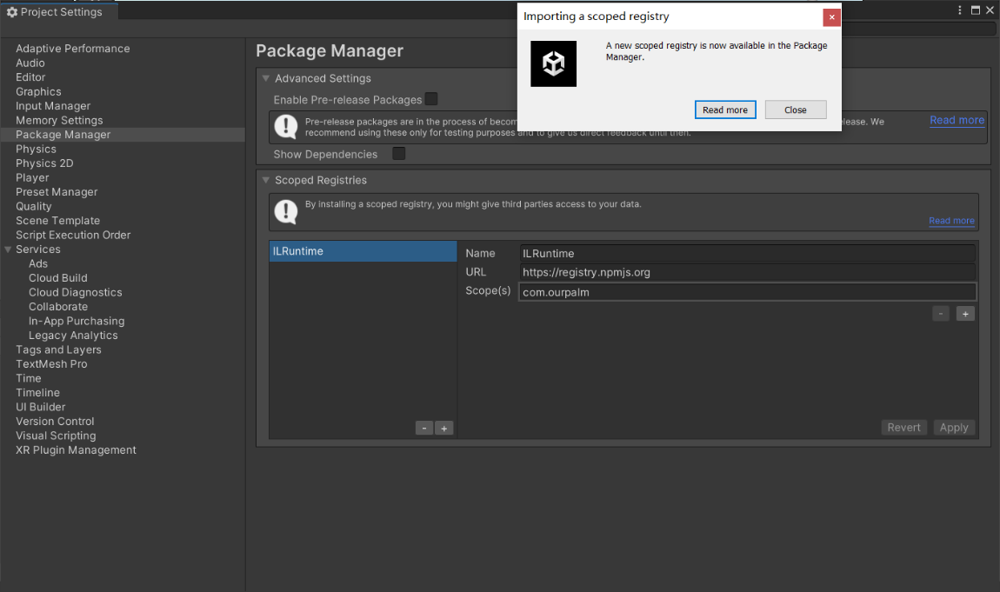 Project Settings
Adaptive Performance
Audio
Editor
Graphics
Input Manager
Memory Settings
Package Manager
Physics
Physics 2D
Player
Preset Manager
Quality
Scene Template
Script Execution Order
Services
Ads
Cloud Build
Cloud Diagnostics
Collaborate
In-App Purchasing
Legacy Analytics
Tags and Layers
TextMesh Pro
Time
Timeline
UI Builder
Version Control
Visual Scripting
XR Plugin Management
Package Manager
Advanced Settings
Enable Pre-release Packages
Pre-release packages are in the process of becom
lease. We
recommend using these only for testing purposes and to give us direct feedback until then.
Read more
Show Dependencies
Scoped Registries
By installing a scoped registry, you might give third parties access to your data.
Read more
ILRuntime
- +
Name ILRuntime
URL https://registry.npmjs.org
Scope(s) com.ourpalm
- +
Revert Apply
Importing a scoped registry
A new scoped registry is now available in the Package
Manager.
Read more Close